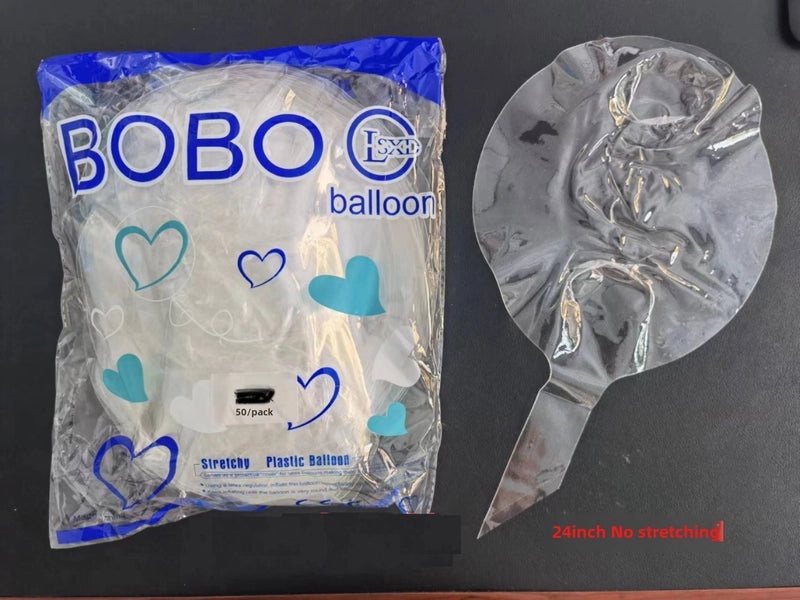 BOBO
LSXD
balloon
50/pack
Stretchy Plastic Balloon
24inch No stretching